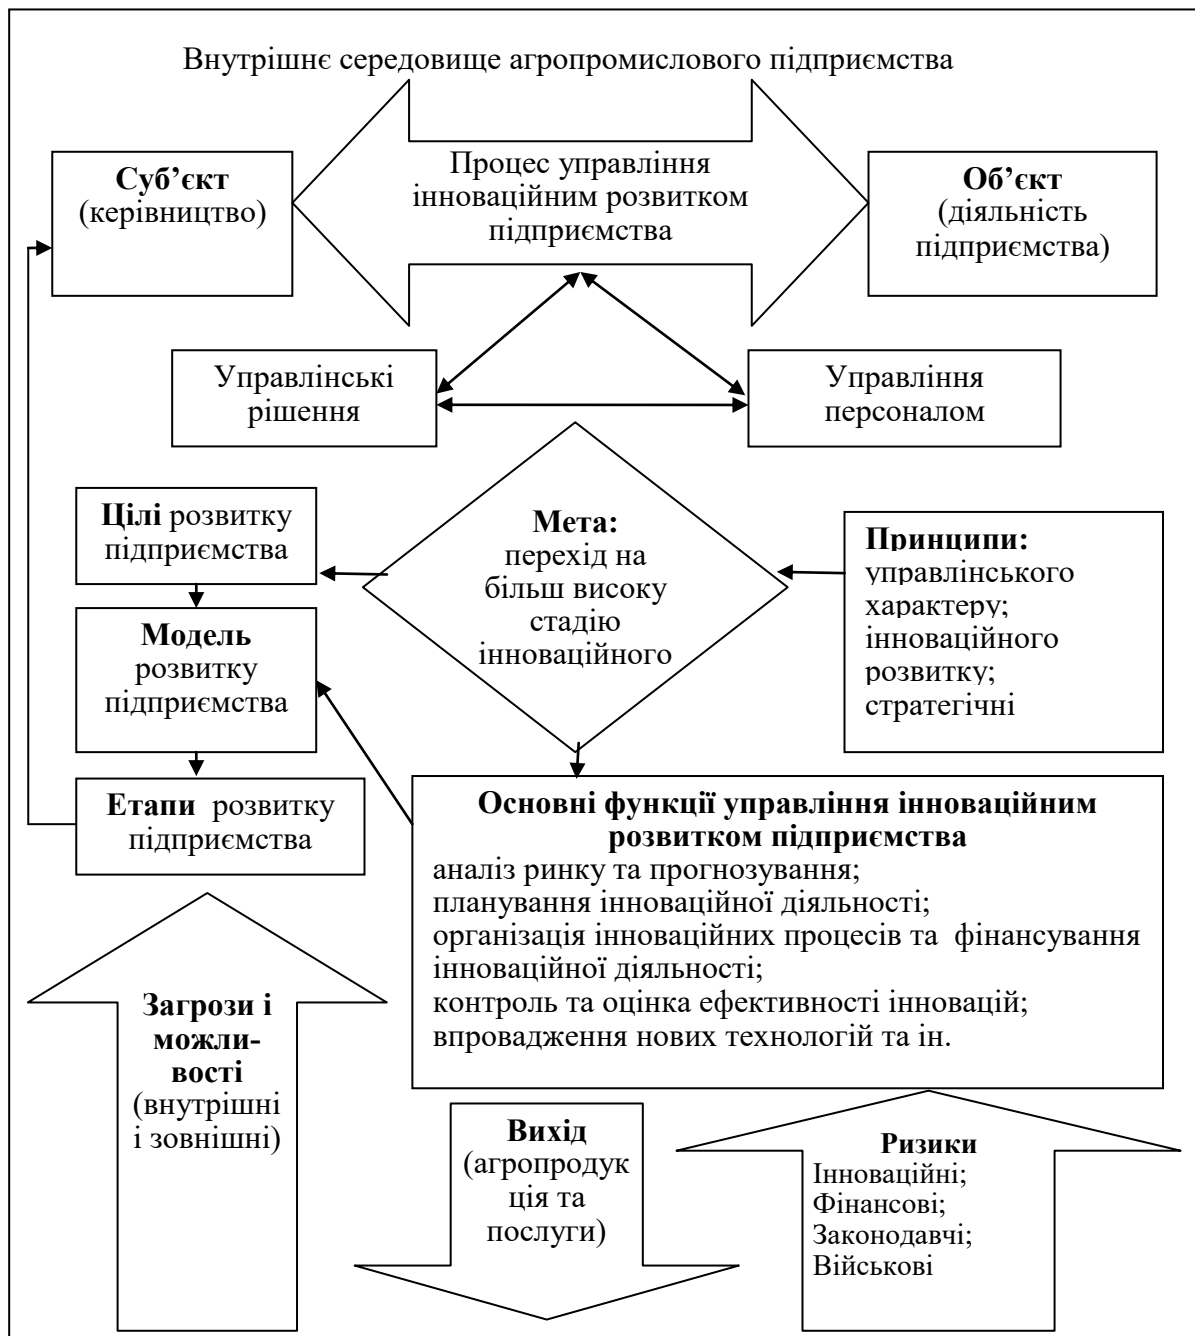 Внутрішнє середовище агропромислового підприємства
Суб’єкт
(керівництво)
Процес управління
інноваційним розвитком
підприємства
Об’єкт
(діяльність
підприємства)
Управлінські
рішення
Управління
персоналом
Цілі розвитку
підприємства
Мета:
перехід на
більш високу
стадію
інноваційного
Принципи:
управлінського
характеру;
інноваційного
розвитку;
стратегічні
Модель
розвитку
підприємства
Етапи розвитку
підприємства
Основні функції управління інноваційним
розвитком підприємства
аналіз ринку та прогнозування;
планування інноваційної діяльності;
організація інноваційних процесів та фінансування
інноваційної діяльності;
контроль та оцінка ефективності інновацій;
впровадження нових технологій та ін.
Загрози і
можли-
вості
(внутрішні
і зовнішні)
Вихід
(агропродук
ція та
послуги)
Ризики
Інноваційні;
Фінансові;
Законодавчі;
Військові